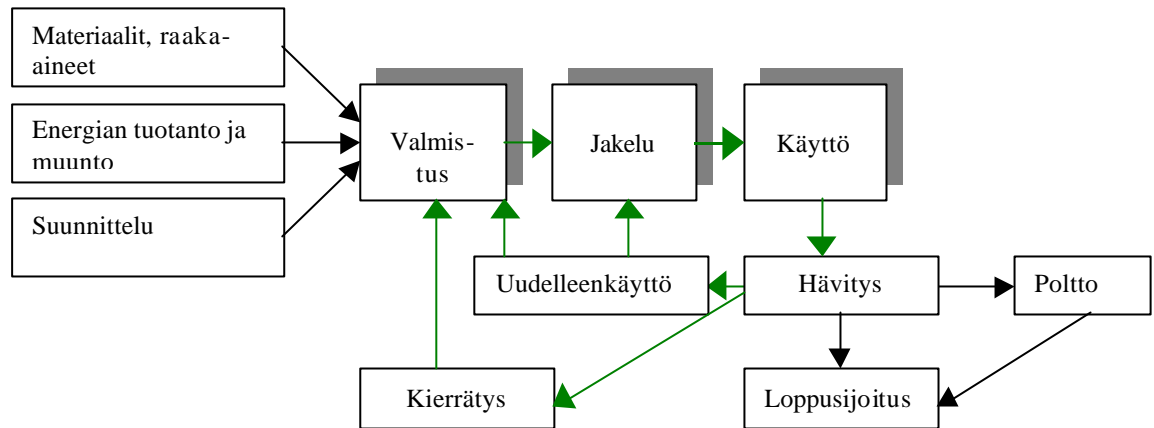 Materiaalit, raaka-
aineet
Energian tuotanto ja
muunto
Suunnittelu
Valmis-
tus
Jakelu
Käyttö
Uudelleenkäyttö
Hävitys
Poltto
Kierrätys
Loppusijoitus